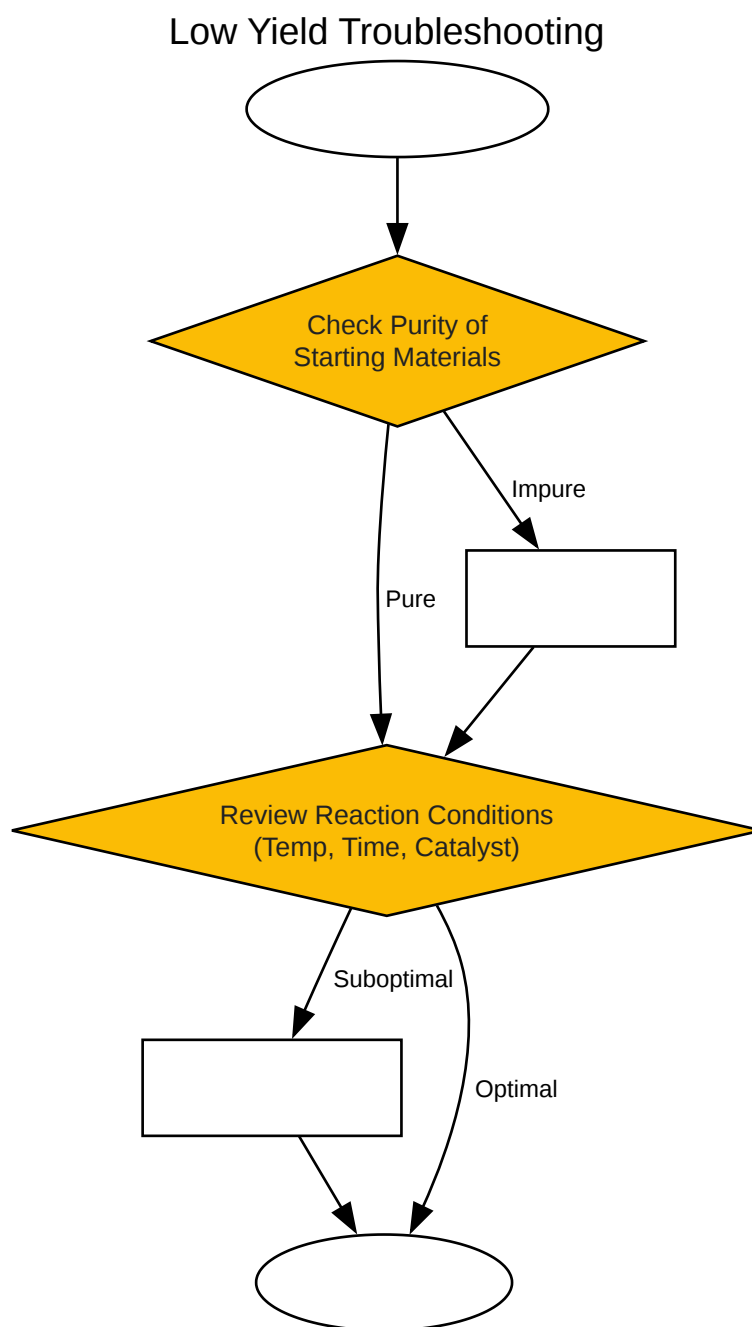 Low Yield Troubleshooting
Check Purity of
Starting Materials
Impure
Pure
Review Reaction Conditions
(Temp, Time, Catalyst)
Suboptimal
Optimal